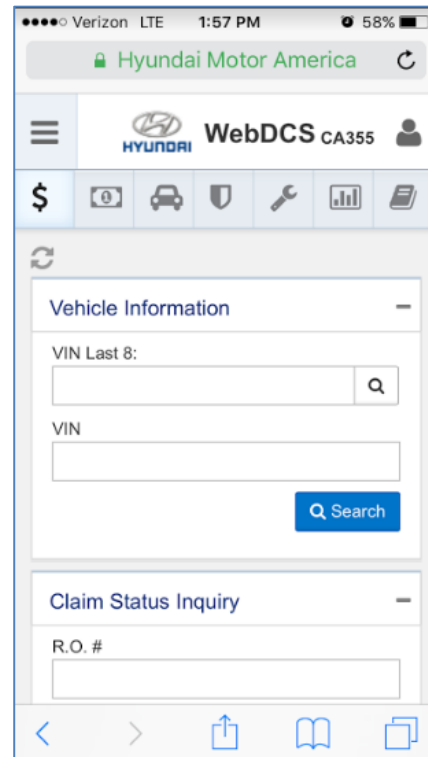 Verizon LTE 1:57 PM 58%
Hyundai Motor America
HYUNDAI WebDCS CA355
$
Vehicle Information
VIN Last 8:
VIN
Search
Claim Status Inquiry
R.O. #